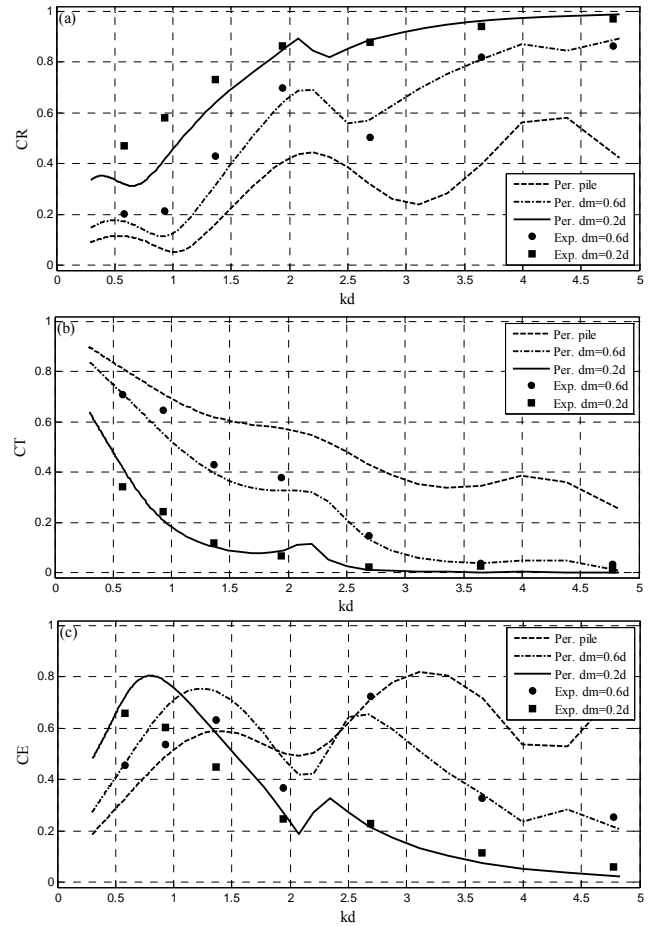 (a)
1
0.8
0.6
0.4
0.2
0
CR
Per. pile
Per. dm=0.6d
Per. dm=0.2d
Exp. dm=0.6d
Exp. dm=0.2d
0 0.5 1 1.5 2 2.5 3 3.5 4 4.5 5
kd
(b)
1
0.8
0.6
0.4
0.2
0
CT
Per. pile
Per. dm=0.6d
Per. dm=0.2d
Exp. dm=0.6d
Exp. dm=0.2d
0 0.5 1 1.5 2 2.5 3 3.5 4 4.5 5
kd
(c)
1
0.8
0.6
0.4
0.2
0
CE
Per. pile
Per. dm=0.6d
Per. dm=0.2d
Exp. dm=0.6d
Exp. dm=0.2d
0 0.5 1 1.5 2 2.5 3 3.5 4 4.5 5
kd